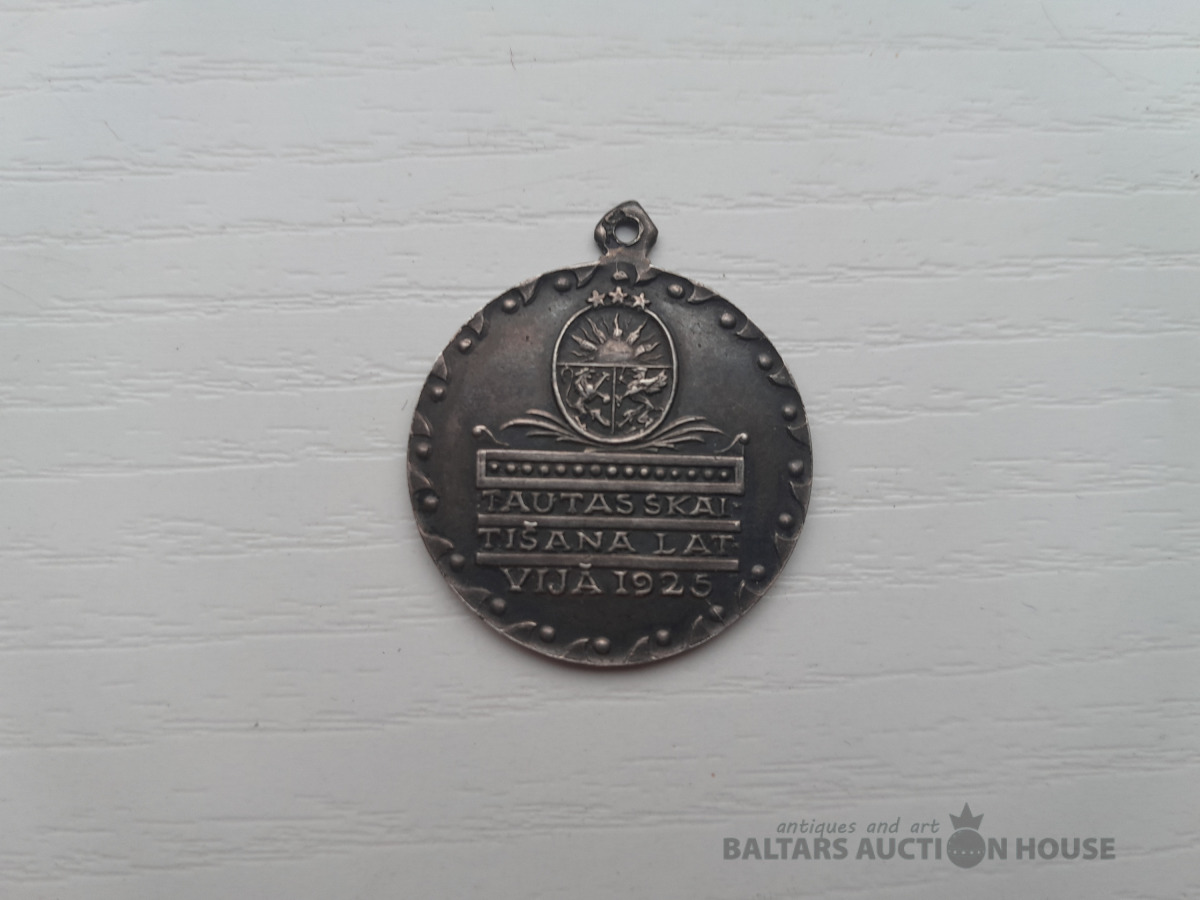 TAUTAS SKAI
TIŠANA LAT
VIJĀ 1925
antiques and art
BALTARS AUCTION HOUSE